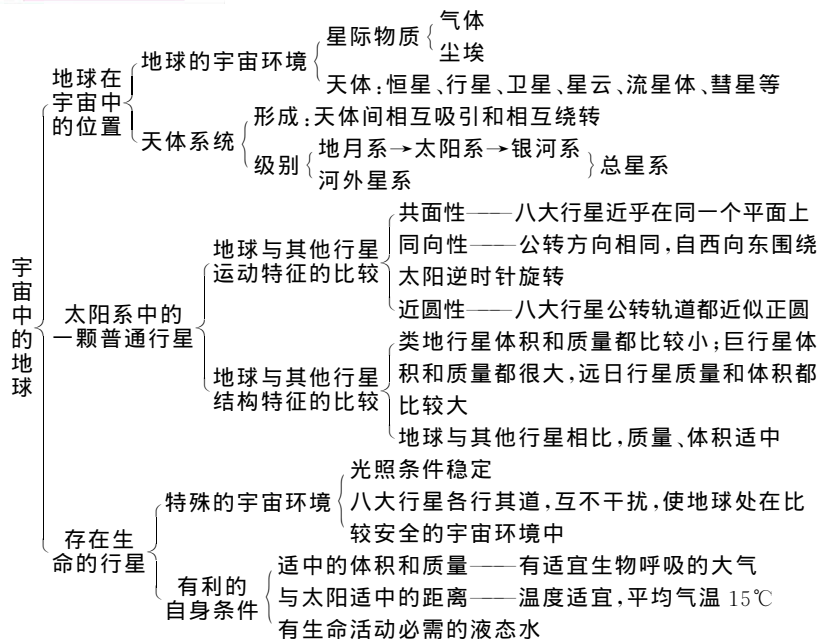 宇宙中的地球
地球在
宇宙中
的位置
地球的宇宙环境
星际物质
气体
尘埃
天体:恒星、行星、卫星、星云、流星体、彗星等
天体系统
形成:天体间相互吸引和相互绕转
级别
地月系→太阳系→银河系
河外星系
总星系
太阳系中的
一颗普通行星
地球与其他行星
运动特征的比较
共面性——八大行星近乎在同一个平面上
同向性——公转方向相同,自西向东围绕
太阳逆时针旋转
近圆性——八大行星公转轨道都近似正圆
地球与其他行星
结构特征的比较
类地行星体积和质量都比较小;巨行星体
积和质量都很大,远日行星质量和体积都
比较大
地球与其他行星相比,质量、体积适中
存在生
命的行星
特殊的宇宙环境
光照条件稳定
八大行星各行其道,互不干扰,使地球处在比
较安全的宇宙环境中
有利的
自身条件
适中的体积和质量——有适宜生物呼吸的大气
与太阳适中的距离——温度适宜,平均气温 15℃
有生命活动必需的液态水